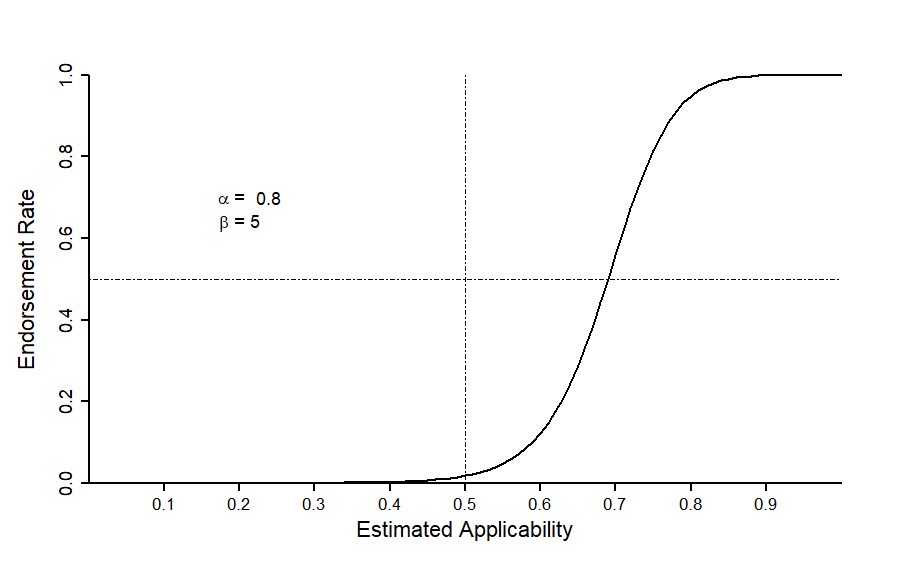 1.0
0.8
0.6
0.4
0.2
0.0
Endorsement Rate
α = 0.8
β = 5
0.1 0.2 0.3 0.4 0.5 0.6 0.7 0.8 0.9
Estimated Applicability